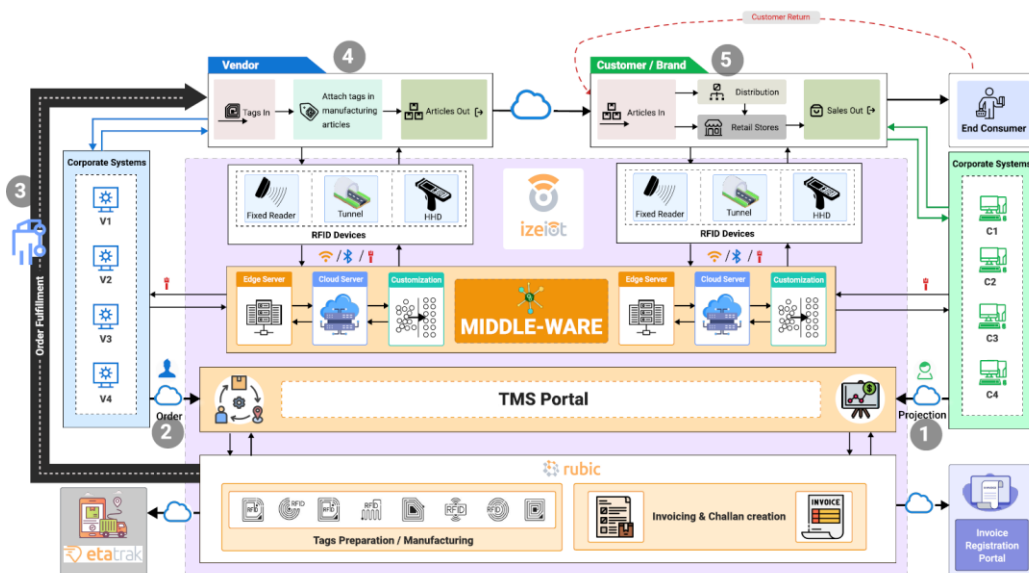 Customer Return
Vendor
4
Customer / Brand
5
Tags In
Attach tags in
manufacturing
articles
Articles Out
Articles In
Distribution
Retail Stores
Sales Out
End Consumer
Corporate Systems
V1
V2
V3
V4
3
Order Fulfillment
Fixed Reader
Tunnel
HHD
RFID Devices
izeiot
Fixed Reader
Tunnel
HHD
RFID Devices
Corporate Systems
C1
C2
C3
C4
Edge Server
Cloud Server
Customization
MIDDLE-WARE
Edge Server
Cloud Server
Customization
Order
2
TMS Portal
Projection
1
rubic
RFID
RFID
RFID
RFID
RFID
RFID
Tags Preparation / Manufacturing
Invoicing & Challan creation
INVOICE
etatrak
Invoice
Registration
Portal